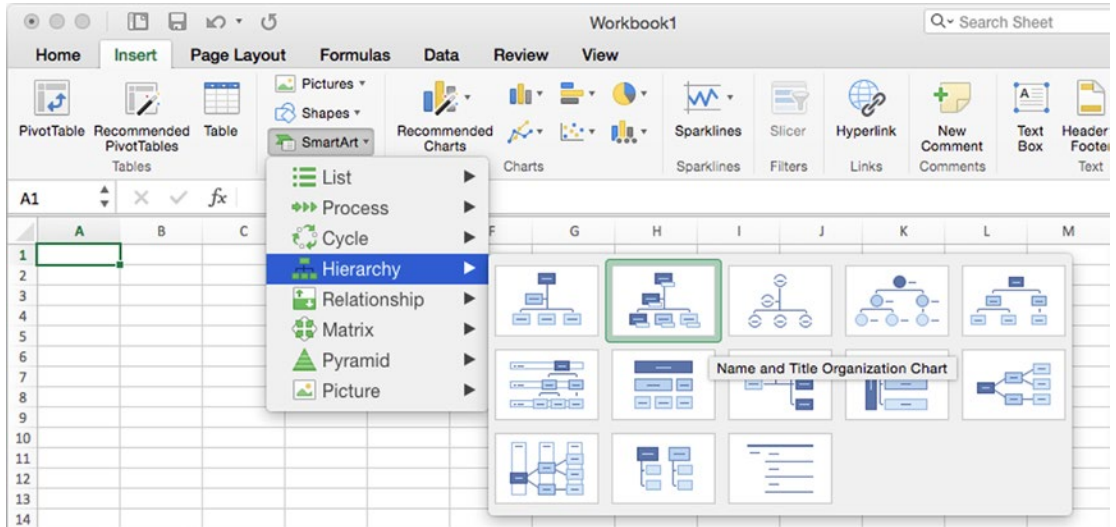 Workbook1
Search Sheet
Home Insert Page Layout Formulas Data Review View
Pictures
Shapes
SmartArt
PivotTable Recommended PivotTables Table
Recommended Charts
Sparklines Slicer Hyperlink New Comment Text Box Header Foote
Tables Charts Sparklines Filters Links Comments Text
A1 fx
A B C F G H I J K L M
1
2
3
4
5
6
7
8
9
10
11
12
13
14
List
Process
Cycle
Hierarchy
Relationship
Matrix
Pyramid
Picture
Name and Title Organization Chart